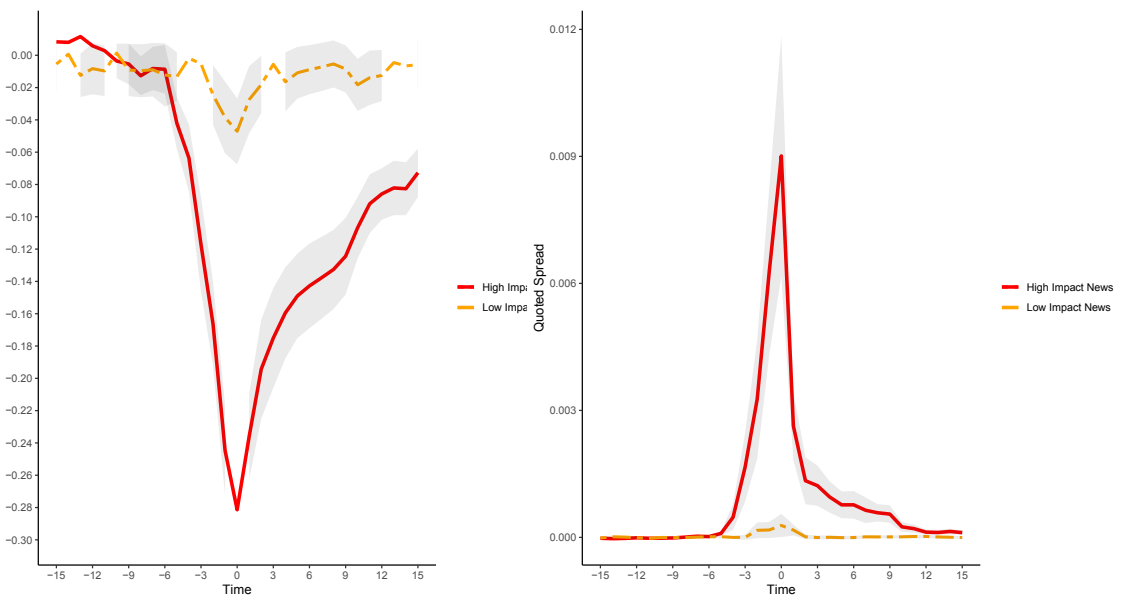 0.00
−0.02
−0.04
−0.06
−0.08
−0.10
−0.12
−0.14
−0.16
−0.18
−0.20
−0.22
−0.24
−0.26
−0.28
−0.30
−15 −12 −9 −6 −3 0 3 6 9 12 15
Time
High Impa
Low Impa
Quoted Spread
0.012
0.009
0.006
0.003
0.000
−15 −12 −9 −6 −3 0 3 6 9 12 15
Time
High Impact News
Low Impact News